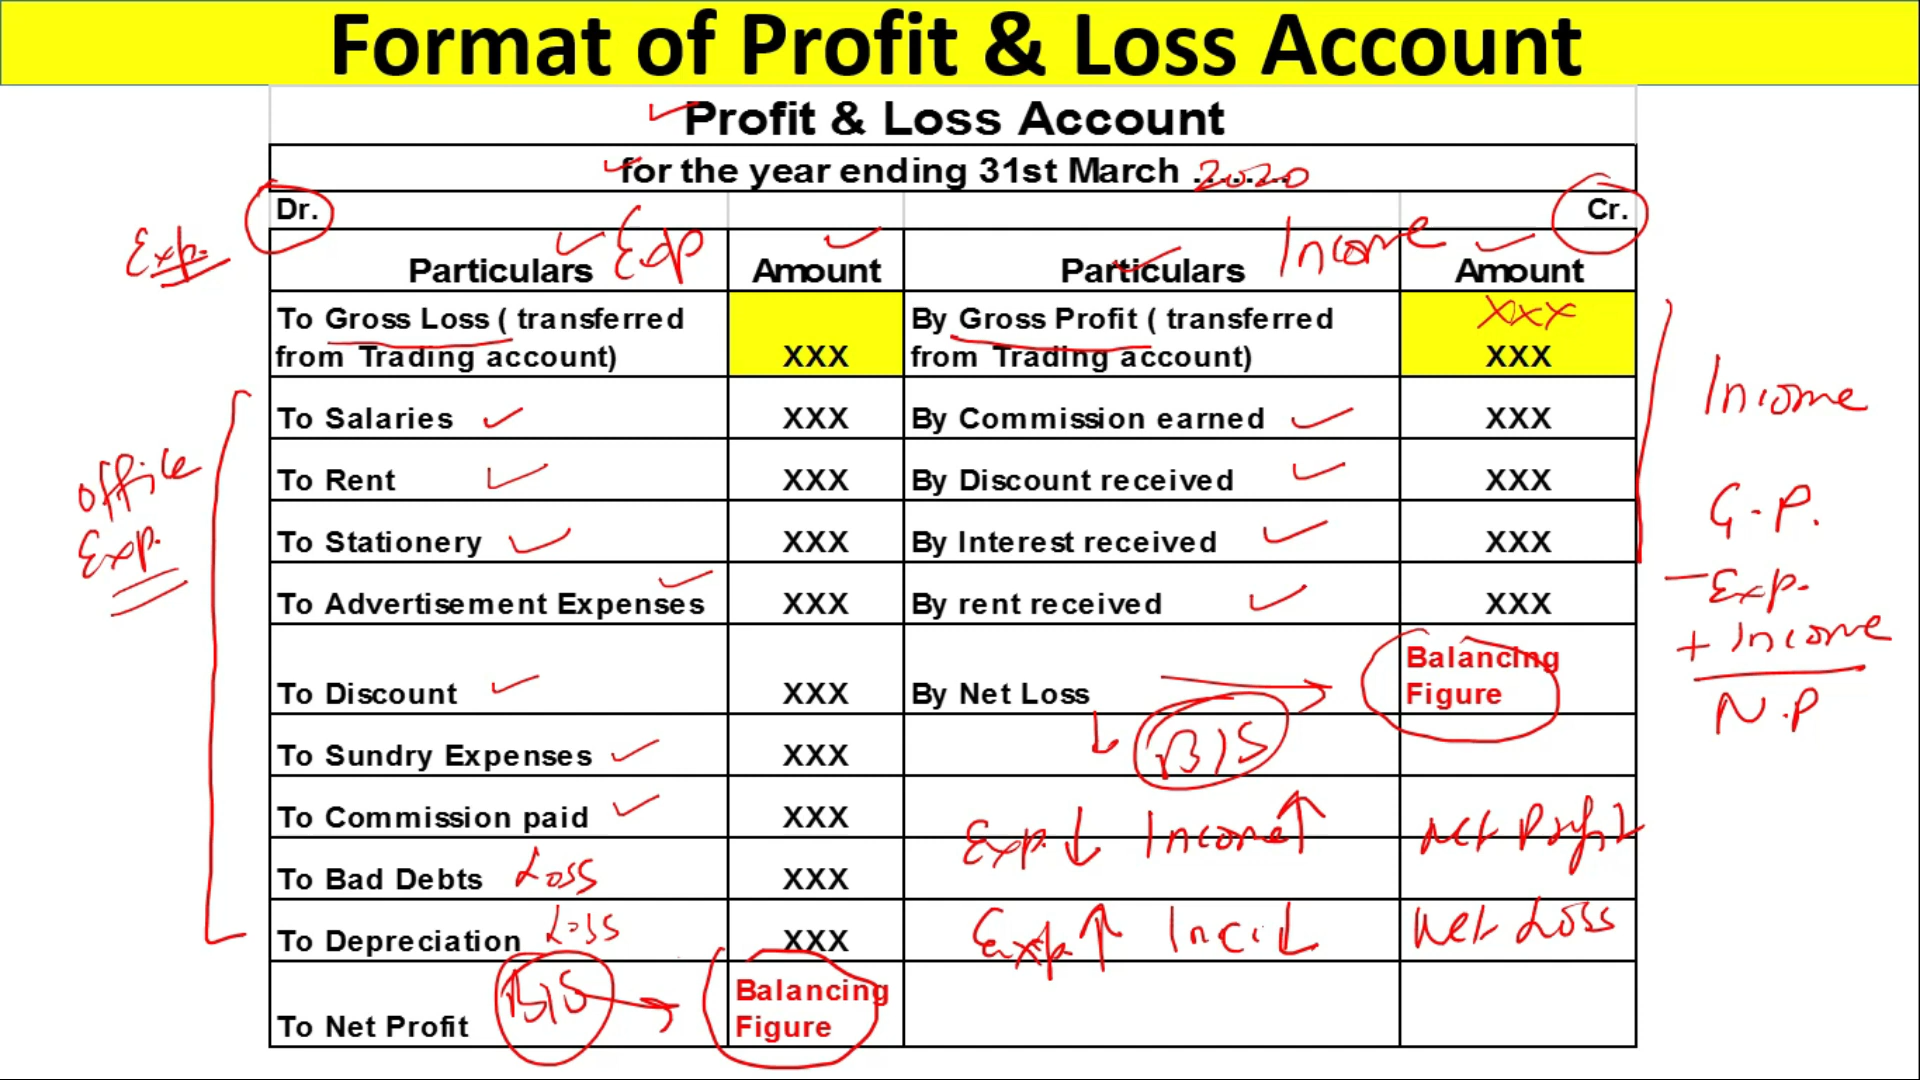 Format of Profit & Loss Account
Profit & Loss Account
for the year ending 31st March ........ 2020
Dr. Cr.
Exp.
Particulars Exp Amount Particulars Income Amount
To Gross Loss ( transferred
from Trading account) XXX
By Gross Profit ( transferred
from Trading account) XXX
XXX
To Salaries XXX By Commission earned XXX
To Rent XXX By Discount received XXX
To Stationery XXX By Interest received XXX
To Advertisement Expenses XXX By rent received XXX
To Discount XXX By Net Loss
Balancing
Figure
B/S
To Sundry Expenses XXX
To Commission paid XXX Exp. ↓ Income ↑ Net Profit
To Bad Debts Loss XXX
To Depreciation Loss XXX Exp. ↑ Inc. ↓ Net Loss
To Net Profit B/S
Balancing
Figure
office
Exp.
Income
G.P.
- Exp.
+ Income
N.P